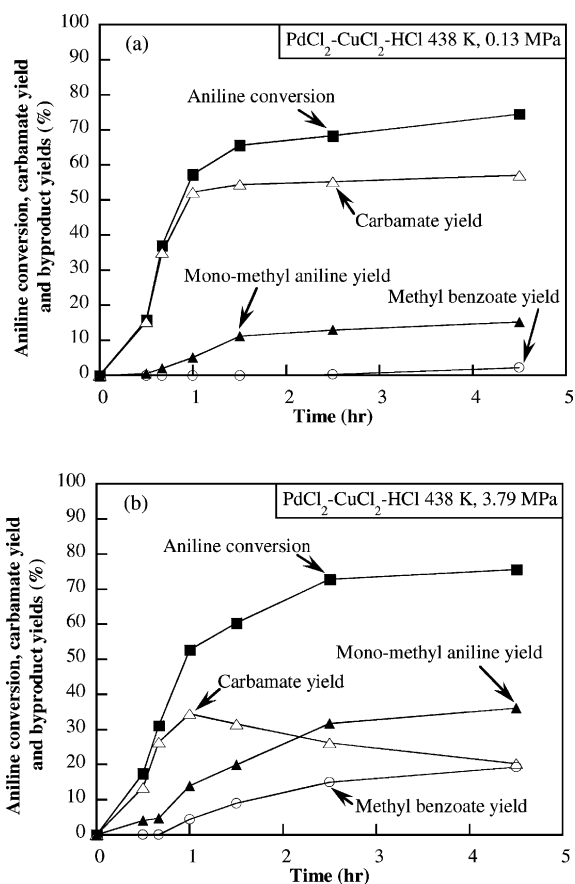 (a)
PdCl2-CuCl2-HCl 438 K, 0.13 MPa
Aniline conversion, carbamate yield
and byproduct yields (%)
100
90
80
70
60
50
40
30
20
10
0
Aniline conversion
Carbamate yield
Mono-methyl aniline yield
Methyl benzoate yield
0 1 2 3 4 5
Time (hr)
(b)
PdCl2-CuCl2-HCl 438 K, 3.79 MPa
Aniline conversion, carbamate yield
and byproduct yields (%)
100
90
80
70
60
50
40
30
20
10
0
Aniline conversion
Mono-methyl aniline yield
Carbamate yield
Methyl benzoate yield
0 1 2 3 4 5
Time (hr)